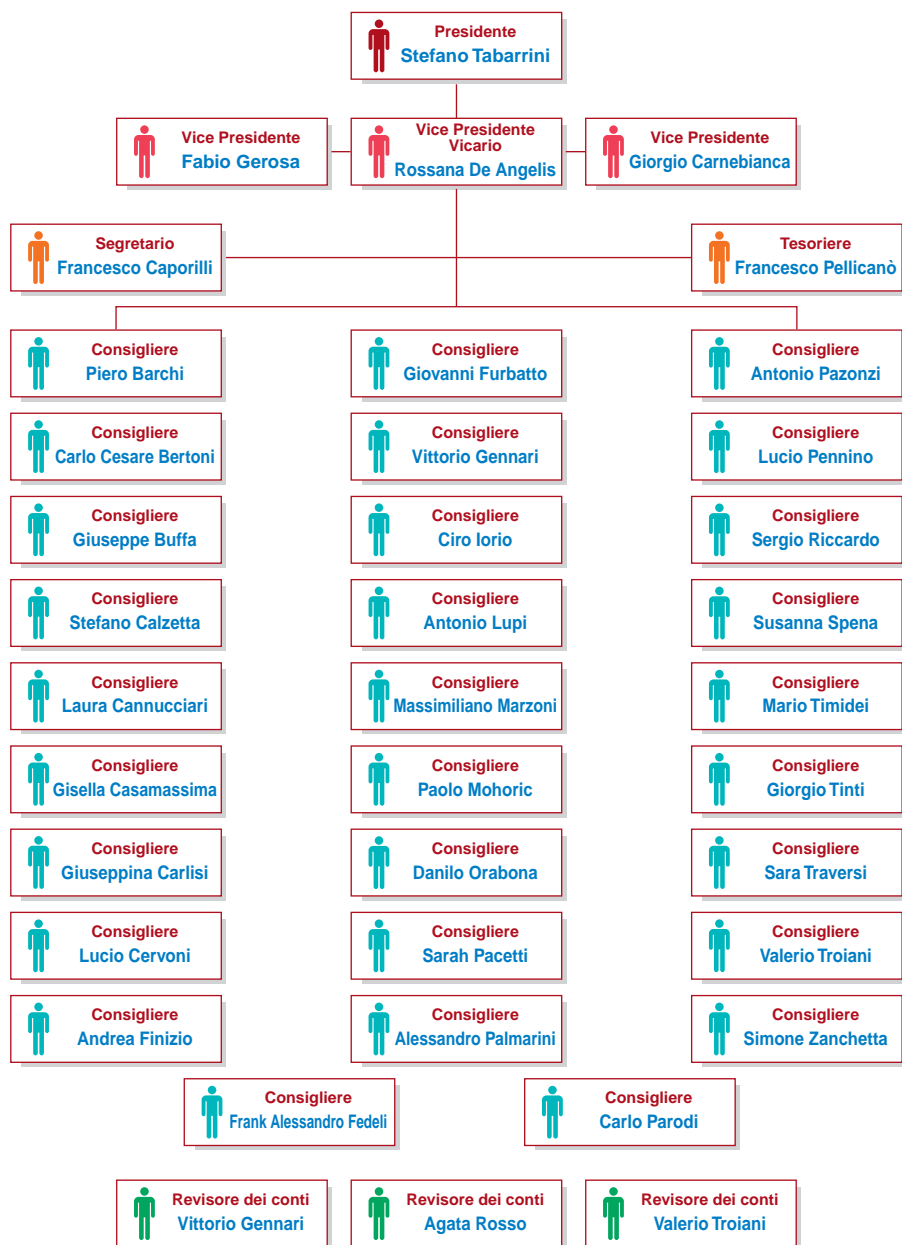 Presidente
Stefano Tabarrini
Vice Presidente
Fabio Gerosa
Vice Presidente
Vicario
Rossana De Angelis
Vice Presidente
Giorgio Carnebianca
Segretario
Francesco Caporilli
Tesoriere
Francesco Pellicanò
Consigliere
Piero Barchi
Consigliere
Giovanni Furbatto
Consigliere
Antonio Pazonzi
Consigliere
Carlo Cesare Bertoni
Consigliere
Vittorio Gennari
Consigliere
Lucio Pennino
Consigliere
Giuseppe Buffa
Consigliere
Ciro Iorio
Consigliere
Sergio Riccardo
Consigliere
Stefano Calzetta
Consigliere
Antonio Lupi
Consigliere
Susanna Spena
Consigliere
Laura Cannucciari
Consigliere
Massimiliano Marzoni
Consigliere
Mario Timidei
Consigliere
Gisella Casamassima
Consigliere
Paolo Mohoric
Consigliere
Giorgio Tinti
Consigliere
Giuseppina Carlisi
Consigliere
Danilo Orabona
Consigliere
Sara Traversi
Consigliere
Lucio Cervoni
Consigliere
Sarah Pacetti
Consigliere
Valerio Troiani
Consigliere
Andrea Finizio
Consigliere
Alessandro Palmarini
Consigliere
Simone Zanchetta
Consigliere
Frank Alessandro Fedeli
Consigliere
Carlo Parodi
Revisore dei conti
Vittorio Gennari
Revisore dei conti
Agata Rosso
Revisore dei conti
Valerio Troiani